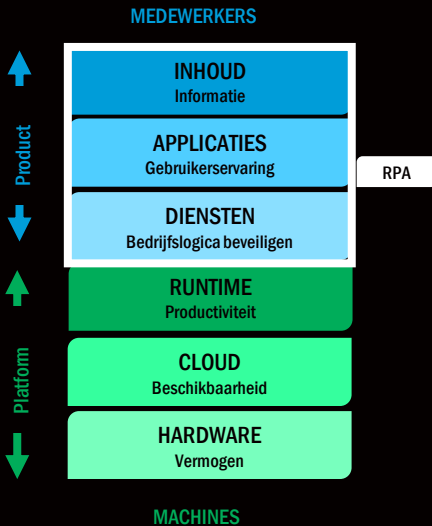 MEDEWERKERS
INHOUD
Informatie
Product
APPLICATIES
Gebruikerservaring
RPA
DIENSTEN
Bedrijfslogica beveiligen
RUNTIME
Productiviteit
Platform
CLOUD
Beschikbaarheid
HARDWARE
Vermogen
MACHINES